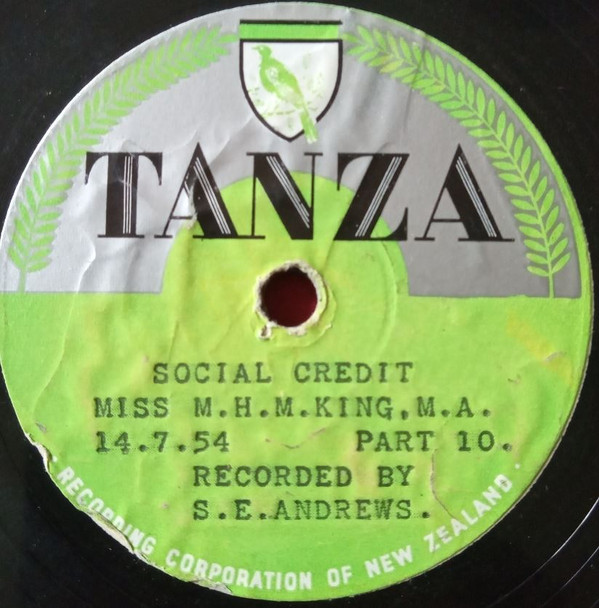 TANZA
SOCIAL CREDIT
MISS M.H.M.KING,M.A.
14.7.54 PART 10.
RECORDED BY
S.E.ANDREWS.
· RECORDING CORPORATION OF NEW ZEALAND ·